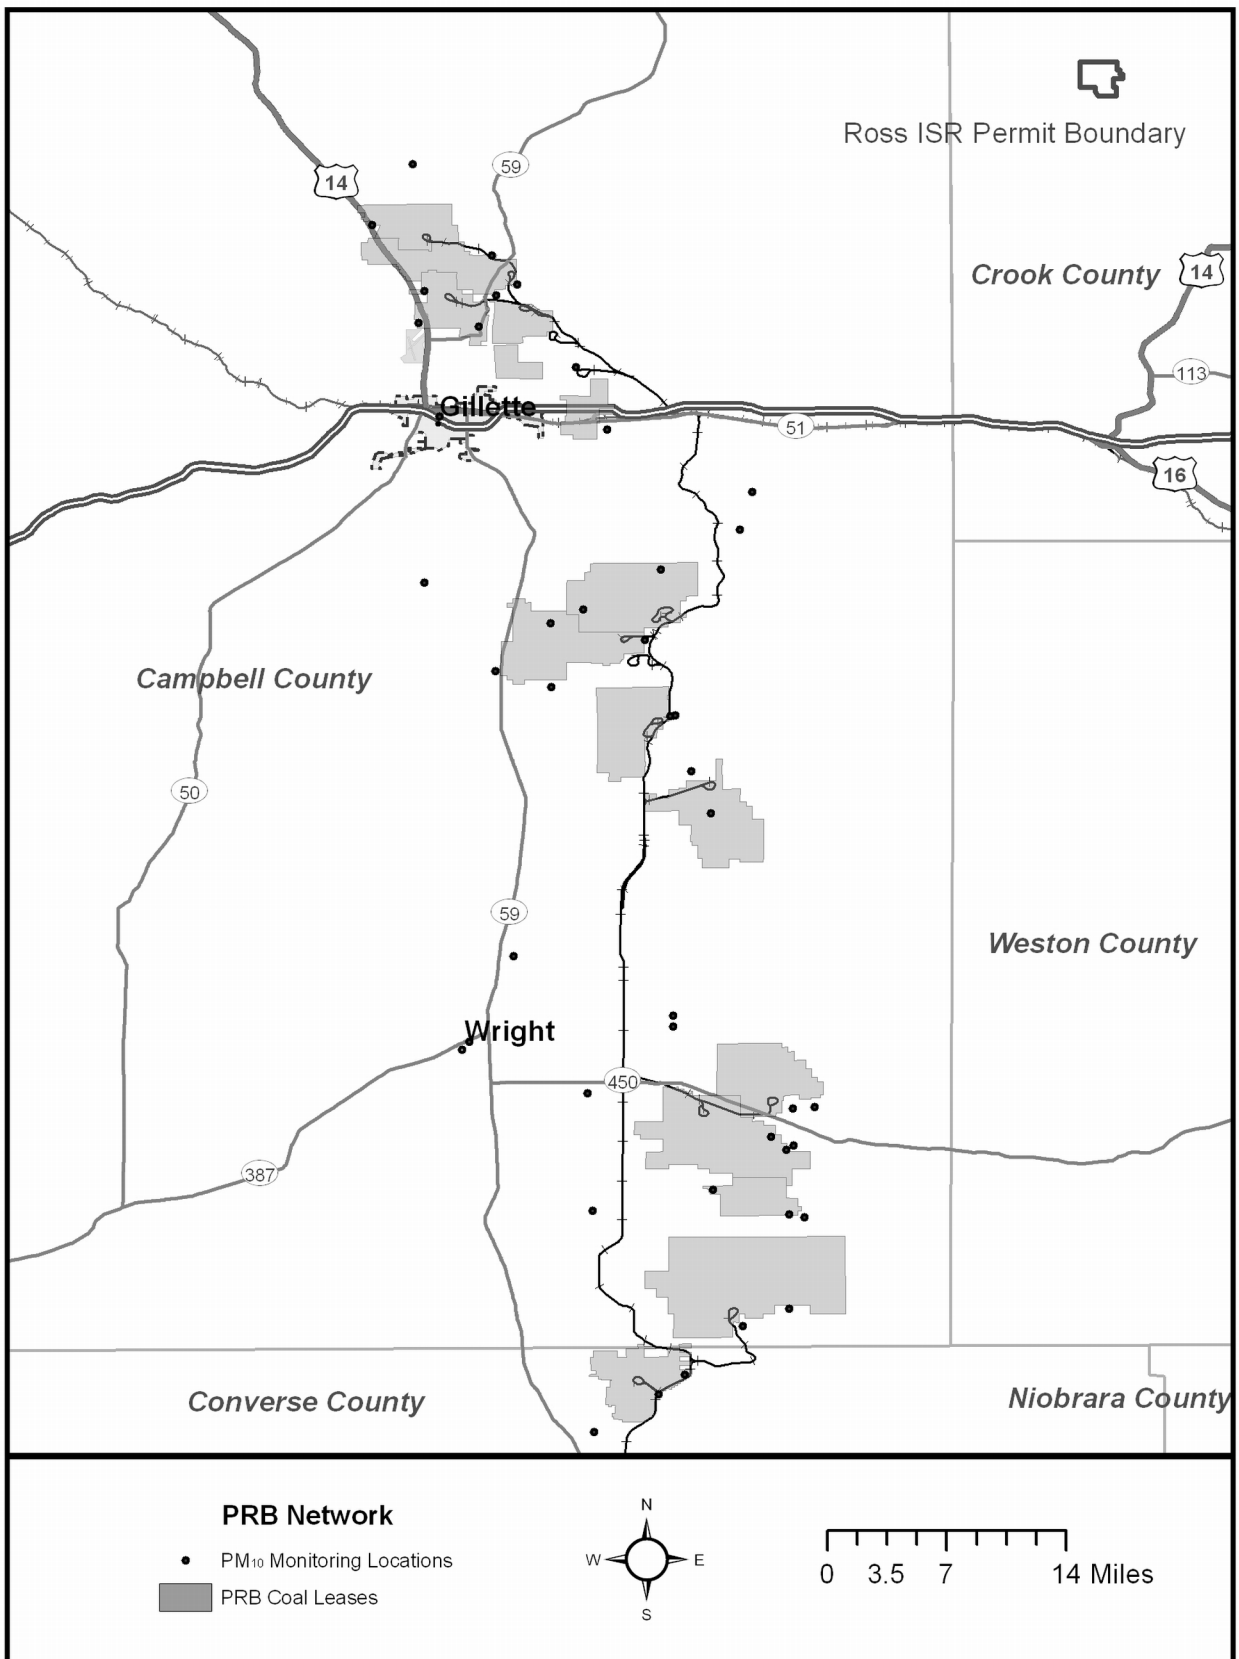 Ross ISR Permit Boundary
59
14
Crook County
14
113
Gillette
51
16
Campbell County
50
59
Weston County
Wright
450
387
Converse County
Niobrara County
PRB Network
PM10 Monitoring Locations
PRB Coal Leases
N
W E
S
0 3.5 7 14 Miles